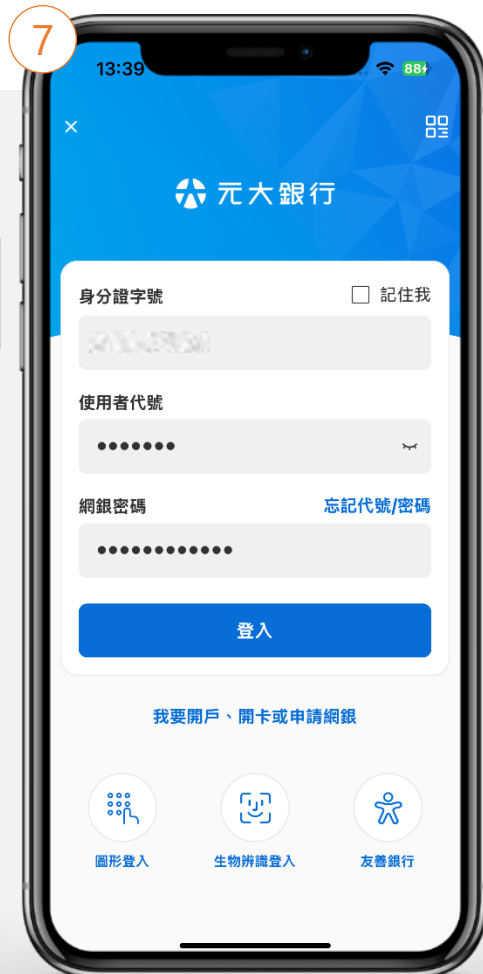 7
13:39
88
元大銀行
身分證字號
記住我
使用者代號
•••••••
網銀密碼
忘記代號/密碼
••••••••••••
登入
我要開戶、開卡或申請網銀
圖形登入
生物辨識登入
友善銀行